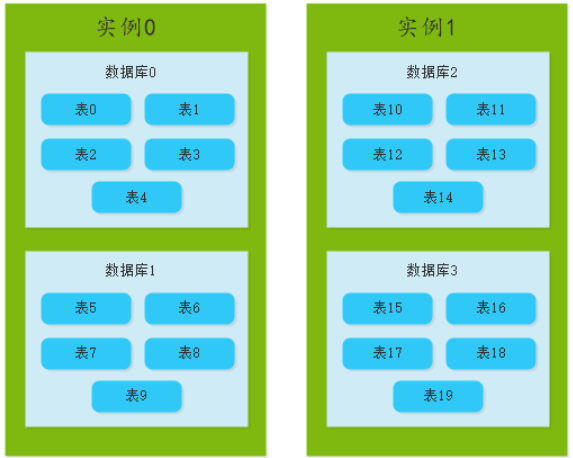 实例0
数据库0
表0 表1
表2 表3
表4
数据库1
表5 表6
表7 表8
表9
实例1
数据库2
表10 表11
表12 表13
表14
数据库3
表15 表16
表17 表18
表19